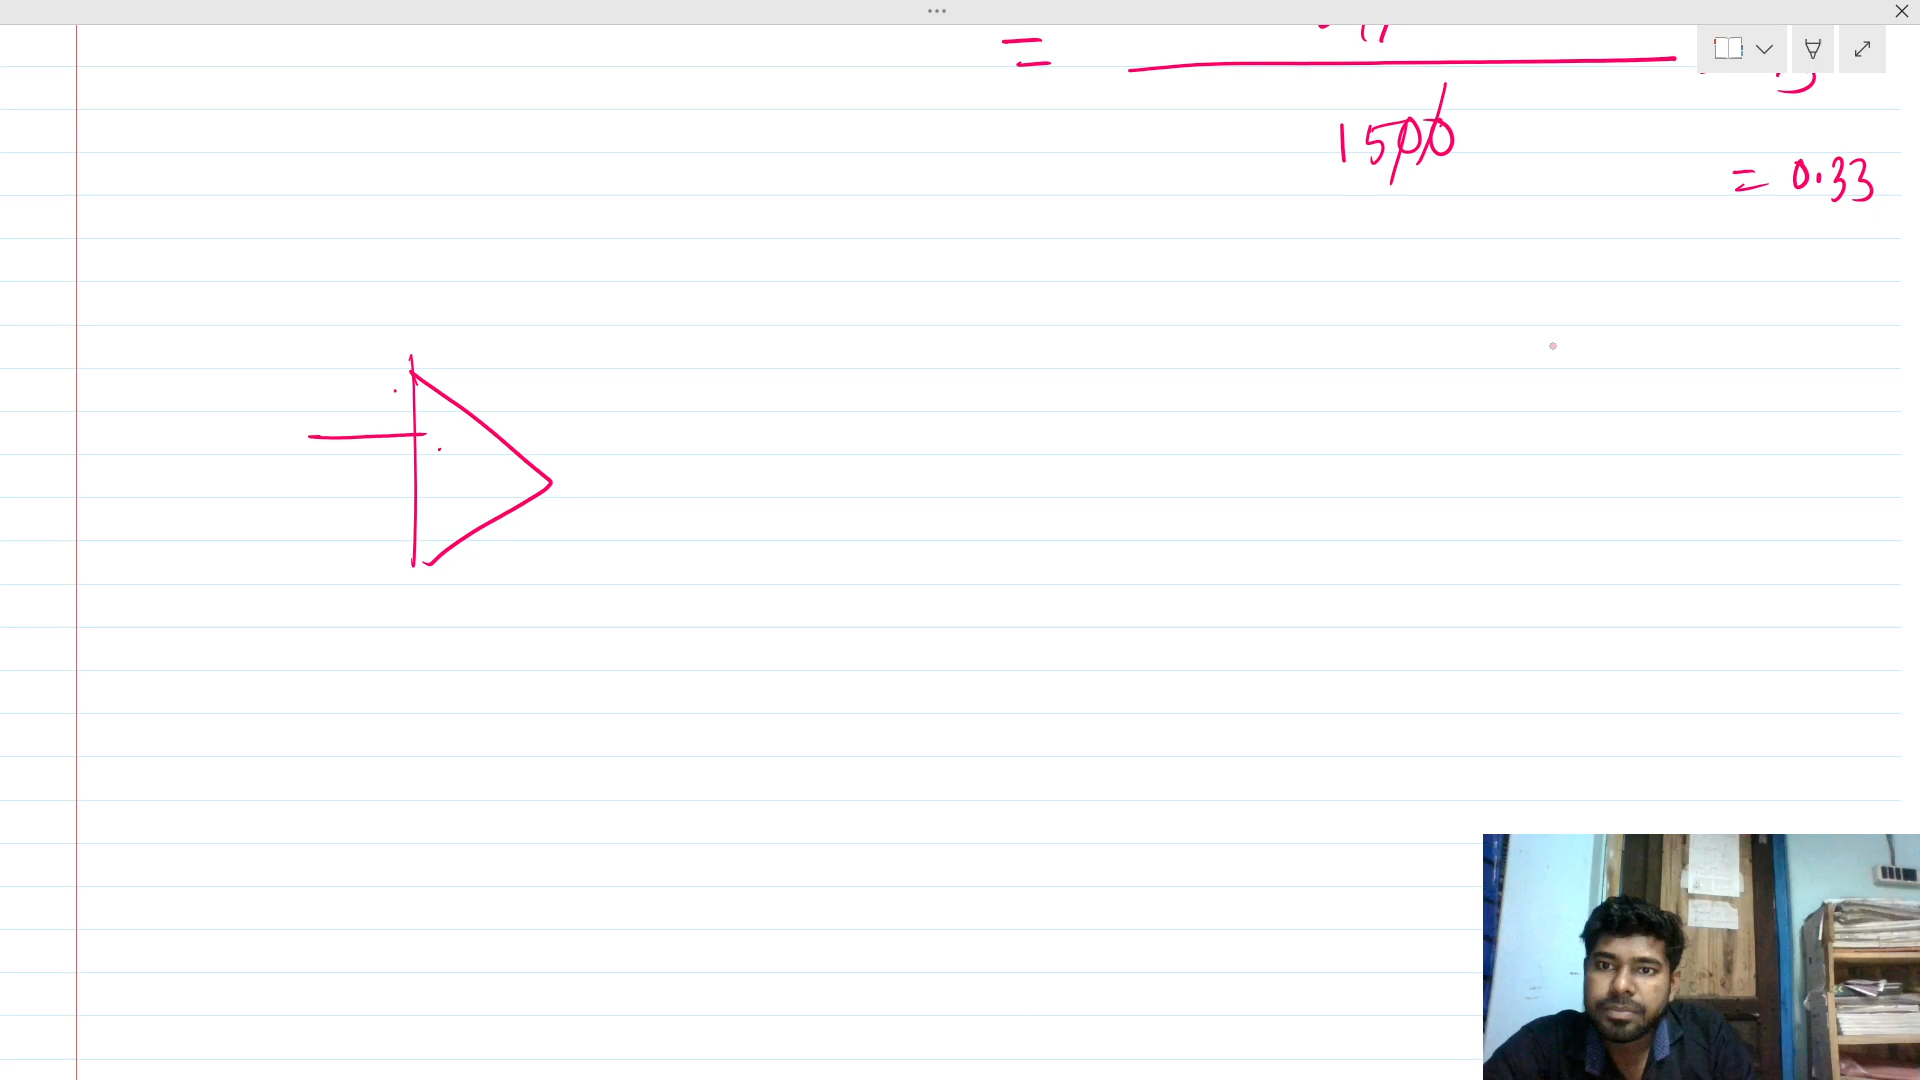 =
1500
= 0.33